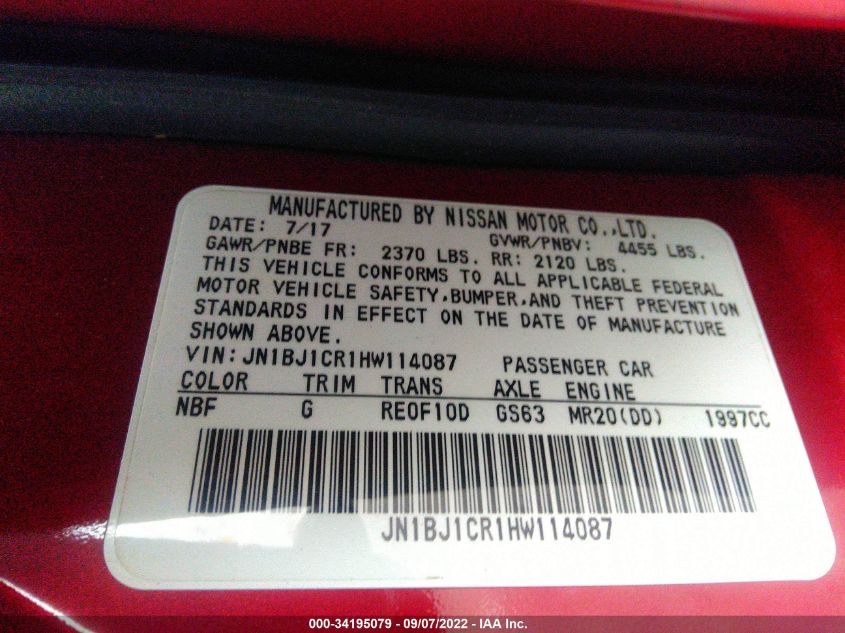 MANUFACTURED BY NISSAN MOTOR CO.,LTD.
DATE: 7/17 GVWR/PNBV: 4455 LBS.
GAWR/PNBE FR: 2370 LBS. RR: 2120 LBS.
THIS VEHICLE CONFORMS TO ALL APPLICABLE FEDERAL
MOTOR VEHICLE SAFETY,BUMPER,AND THEFT PREVENTION
STANDARDS IN EFFECT ON THE DATE OF MANUFACTURE
SHOWN ABOVE.
VIN:JN1BJ1CR1HW114087 PASSENGER CAR
COLOR TRIM TRANS AXLE ENGINE
NBF G RE0F10D GS63 MR20(DD) 1997CC
JN1BJ1CR1HW114087
000-34195079 - 09/07/2022 - IAA Inc.